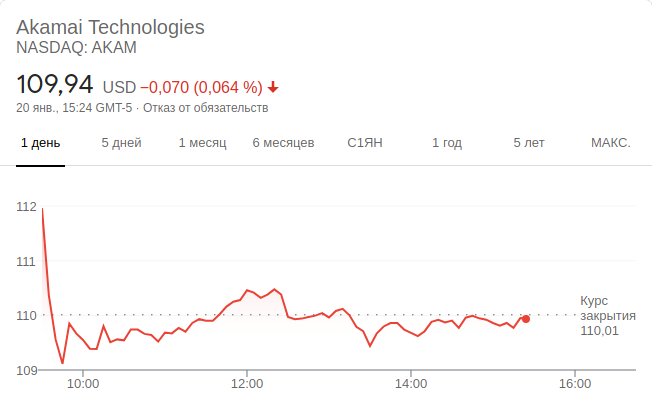 Akamai Technologies
NASDAQ: AKAM
109,94 USD −0,070 (0,064 %)
20 янв., 15:24 GMT-5 · Отказ от обязательств
1 день 5 дней 1 месяц 6 месяцев С1ЯН 1 год 5 лет МАКС.
112
111
110
109
Курс
закрытия
110,01
10:00 12:00 14:00 16:00